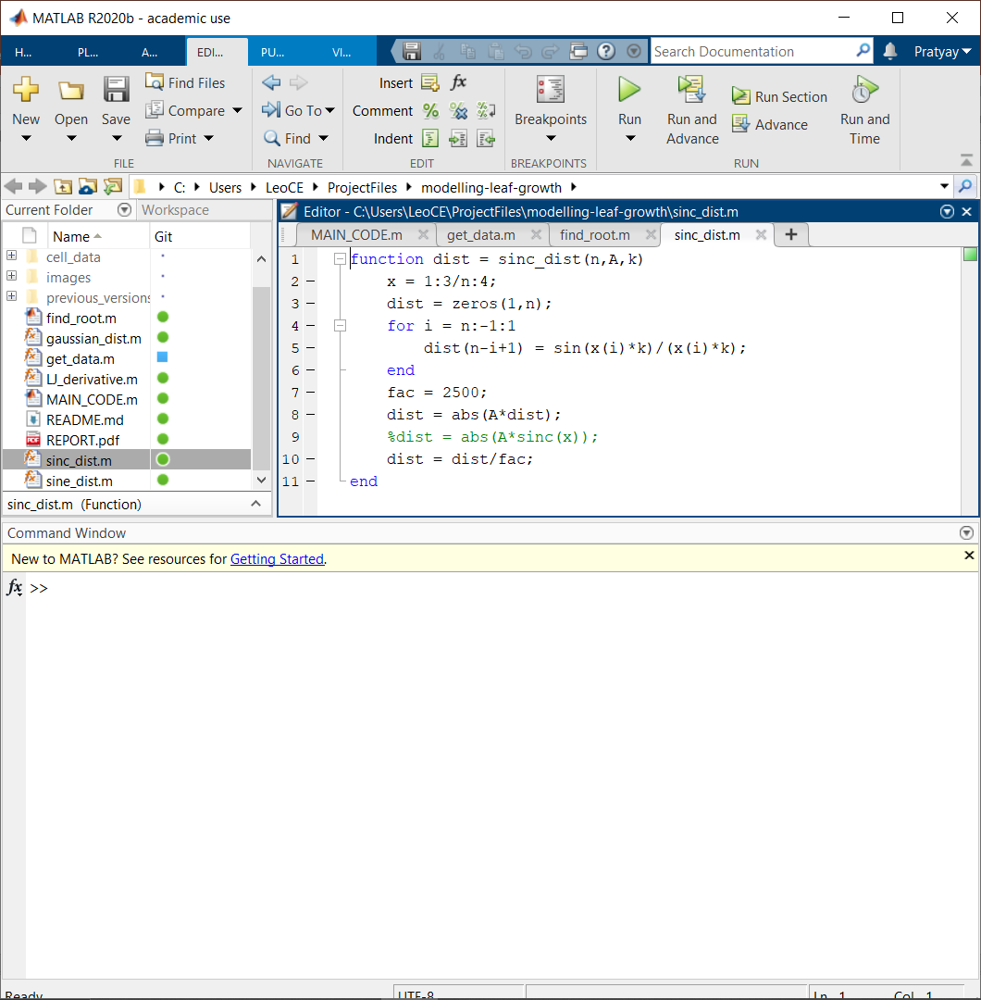 MATLAB R2020b - academic use
H... PL... A... EDI... PU... VI... Search Documentation Pratyay
New Open Save Find Files Compare Print
Go To Find
Insert fx
Comment
Indent
Breakpoints
Run Run and Advance Run Section Advance Run and Time
FILE NAVIGATE EDIT BREAKPOINTS RUN
C: Users LeoCE ProjectFiles modelling-leaf-growth
Current Folder Workspace
Name Git
cell_data
images
previous_versions
find_root.m
gaussian_dist.m
get_data.m
LJ_derivative.m
MAIN_CODE.m
README.md
REPORT.pdf
sinc_dist.m
sine_dist.m
sinc_dist.m (Function)
Editor - C:\Users\LeoCE\ProjectFiles\modelling-leaf-growth\sinc_dist.m
MAIN_CODE.m get_data.m find_root.m sinc_dist.m
1 function dist = sinc_dist(n,A,k)
2 x = 1:3/n:4;
3 dist = zeros(1,n);
4 for i = n:-1:1
5 dist(n-i+1) = sin(x(i)*k)/(x(i)*k);
6 end
7 fac = 2500;
8 dist = abs(A*dist);
9 %dist = abs(A*sinc(x));
10 dist = dist/fac;
11 end
Command Window
New to MATLAB? See resources for Getting Started.
fx >>
Ready UTF-8 Ln 1 Col 1